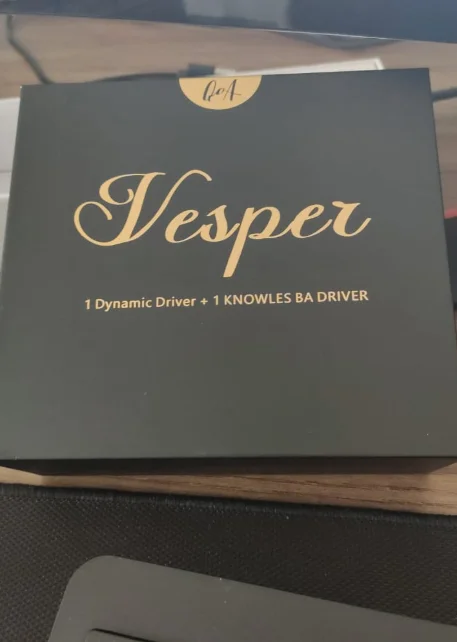 QoA
Vesper
1 Dynamic Driver + 1 KNOWLES BA DRIVER